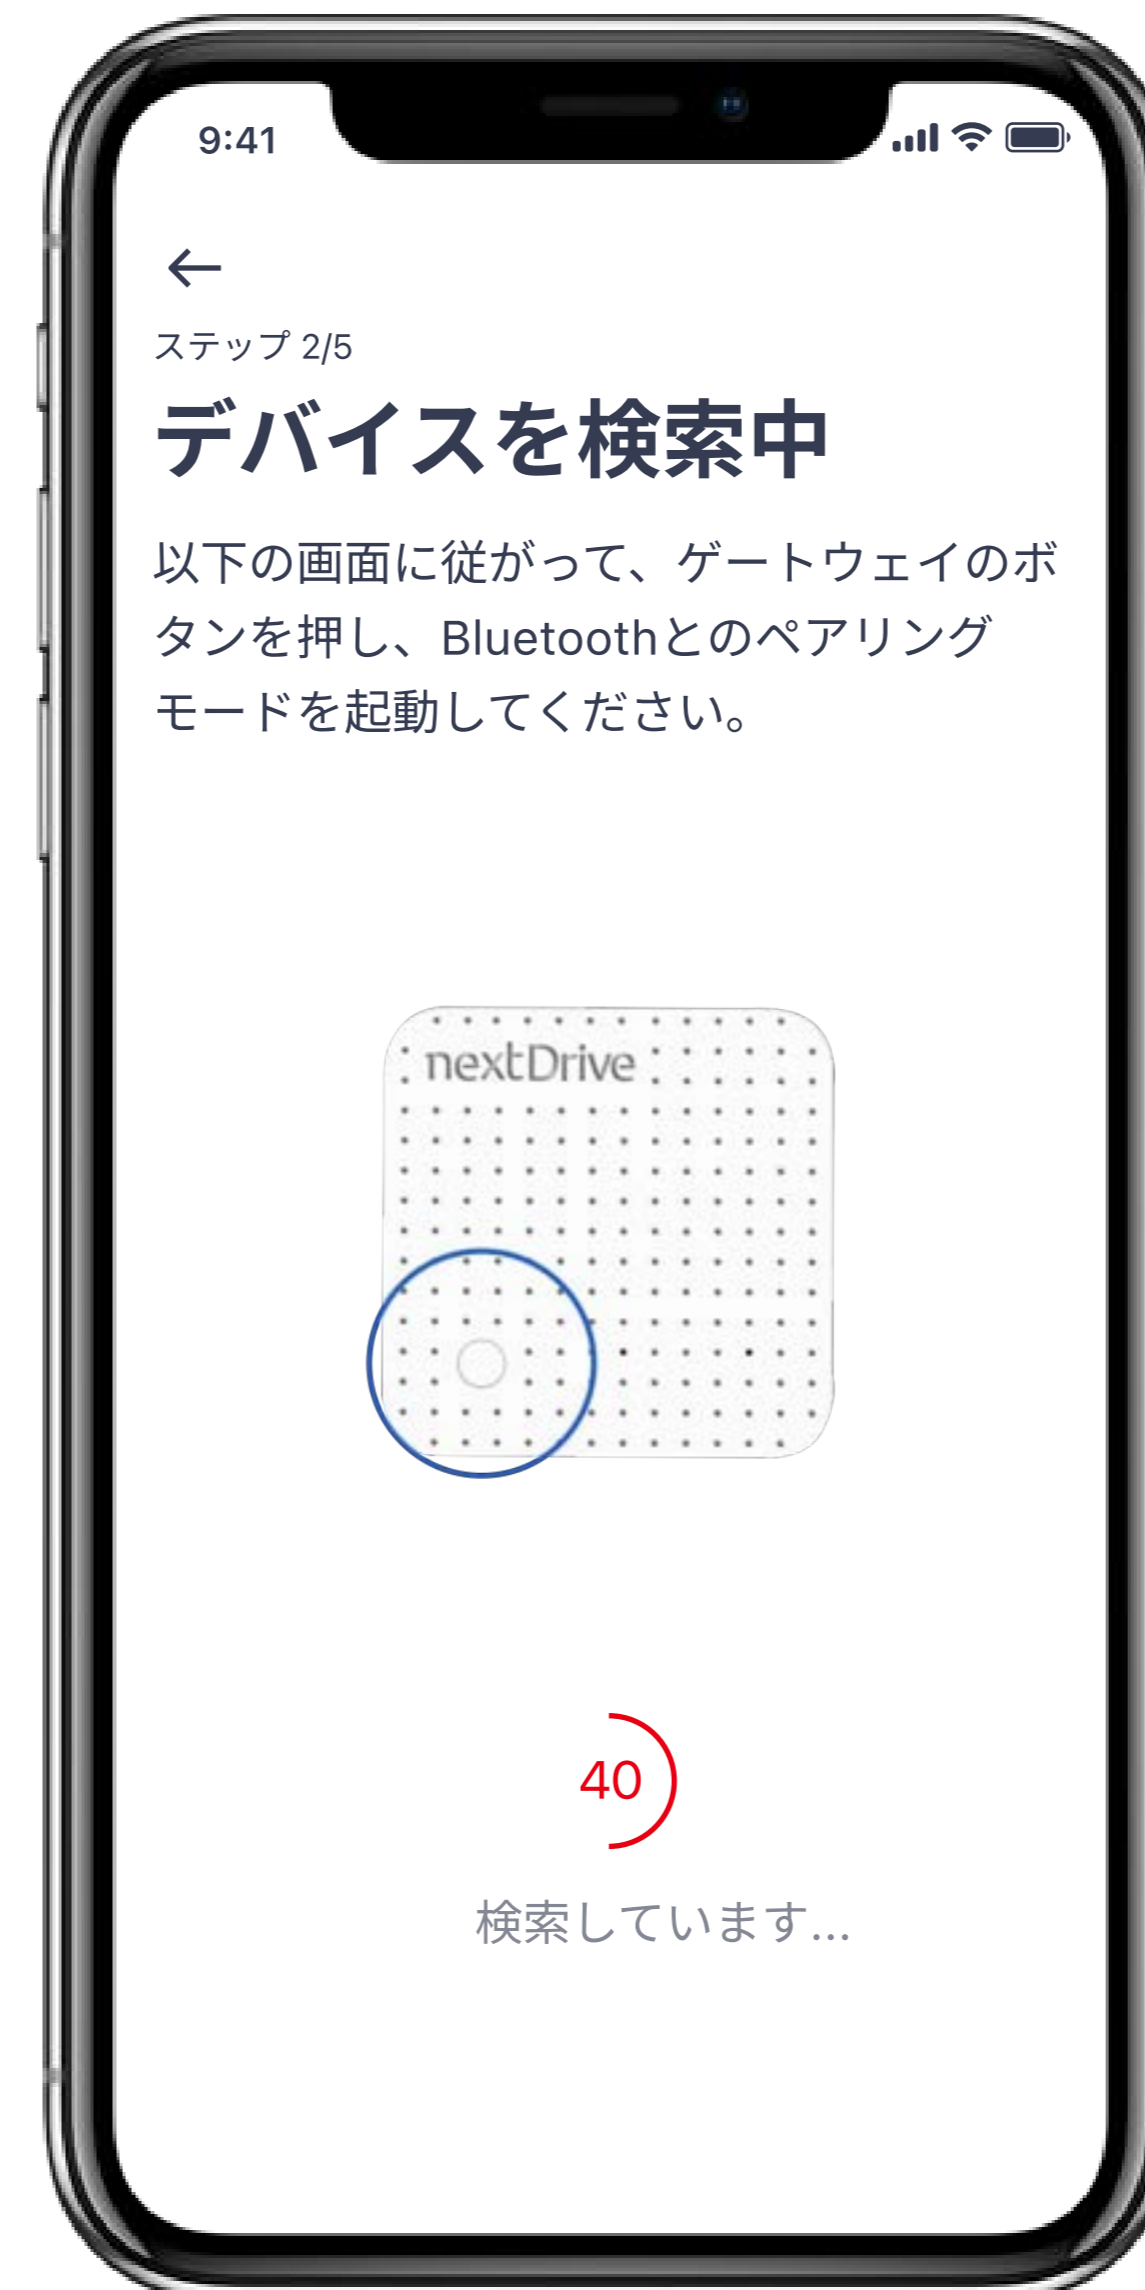 9:41
ステップ 2/5
デバイスを検索中
以下の画面に従がって、ゲートウェイのボ
タンを押し、Bluetoothとのペアリング
モードを起動してください。
nextDrive
40
検索しています...